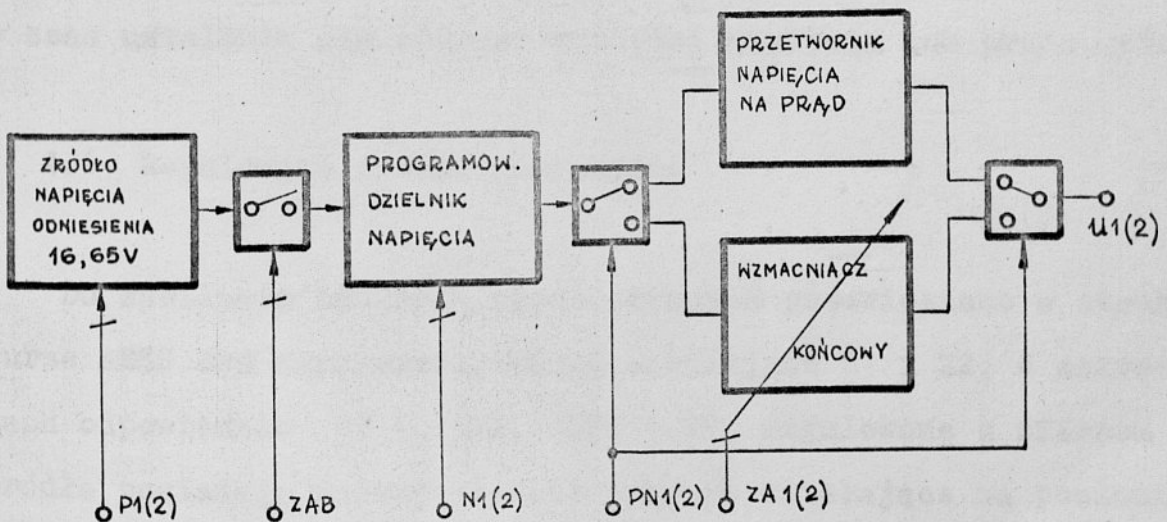 PRZETWORNIK
NAPIĘCIA
NA PRĄD
ZRÓDŁO
NAPIĘCIA
ODNIESIENIA
16,65V
PROGRAMOW.
DZIELNIK
NAPIĘCIA
WZMACNIACZ
KOŃCOWY
U1(2)
P1(2)
ZAB
N1(2)
PN1(2)
ZA1(2)